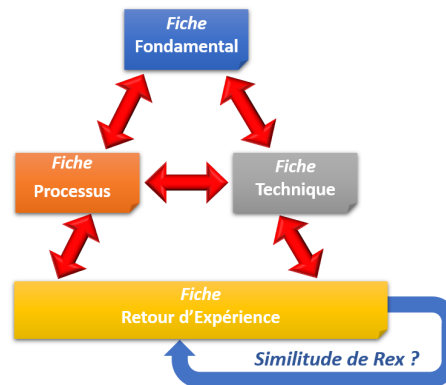 Fiche
Fondamental
Fiche
Processus
Fiche
Technique
Fiche
Retour d’Expérience
Similitude de Rex ?